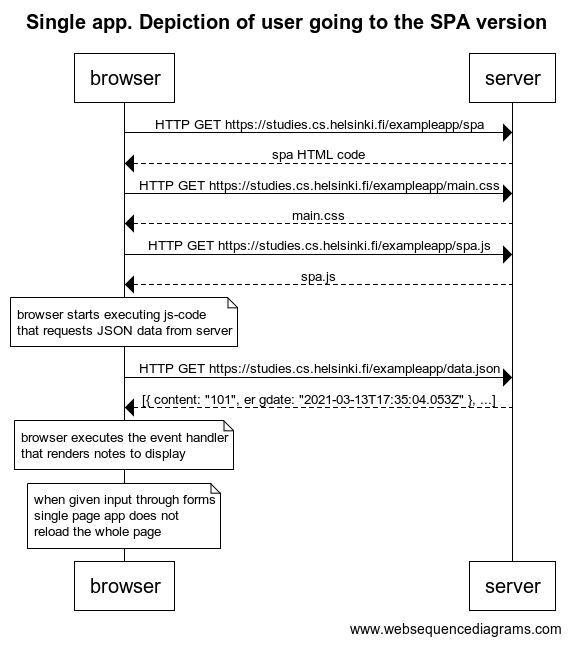 Single app. Depiction of user going to the SPA version
browser
server
HTTP GET https://studies.cs.helsinki.fi/exampleapp/spa
spa HTML code
HTTP GET https://studies.cs.helsinki.fi/exampleapp/main.css
main.css
HTTP GET https://studies.cs.helsinki.fi/exampleapp/spa.js
spa.js
browser starts executing js-code
that requests JSON data from server
HTTP GET https://studies.cs.helsinki.fi/exampleapp/data.json
[{ content: "101", er gdate: "2021-03-13T17:35:04.053Z" }, ...]
browser executes the event handler
that renders notes to display
when given input through forms
single page app does not
reload the whole page
browser
server
www.websequencediagrams.com